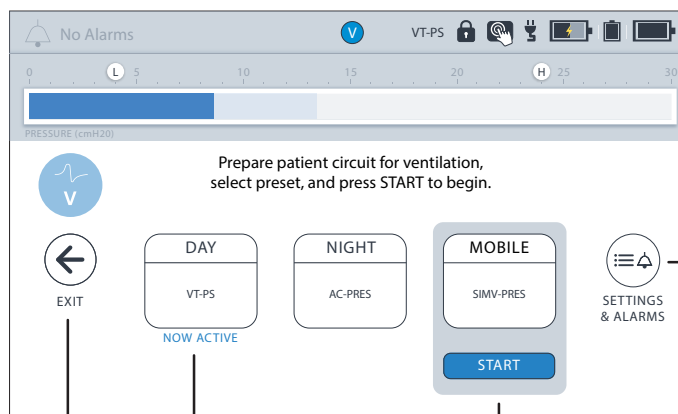 No Alarms
V
VT-PS
0 L 5 10 15 20 H 25 30
PRESSURE (cmH20)
V
Prepare patient circuit for ventilation,
select preset, and press START to begin.
DAY
VT-PS
NOW ACTIVE
NIGHT
AC-PRES
MOBILE
SIMV-PRES
START
EXIT
SETTINGS
& ALARMS